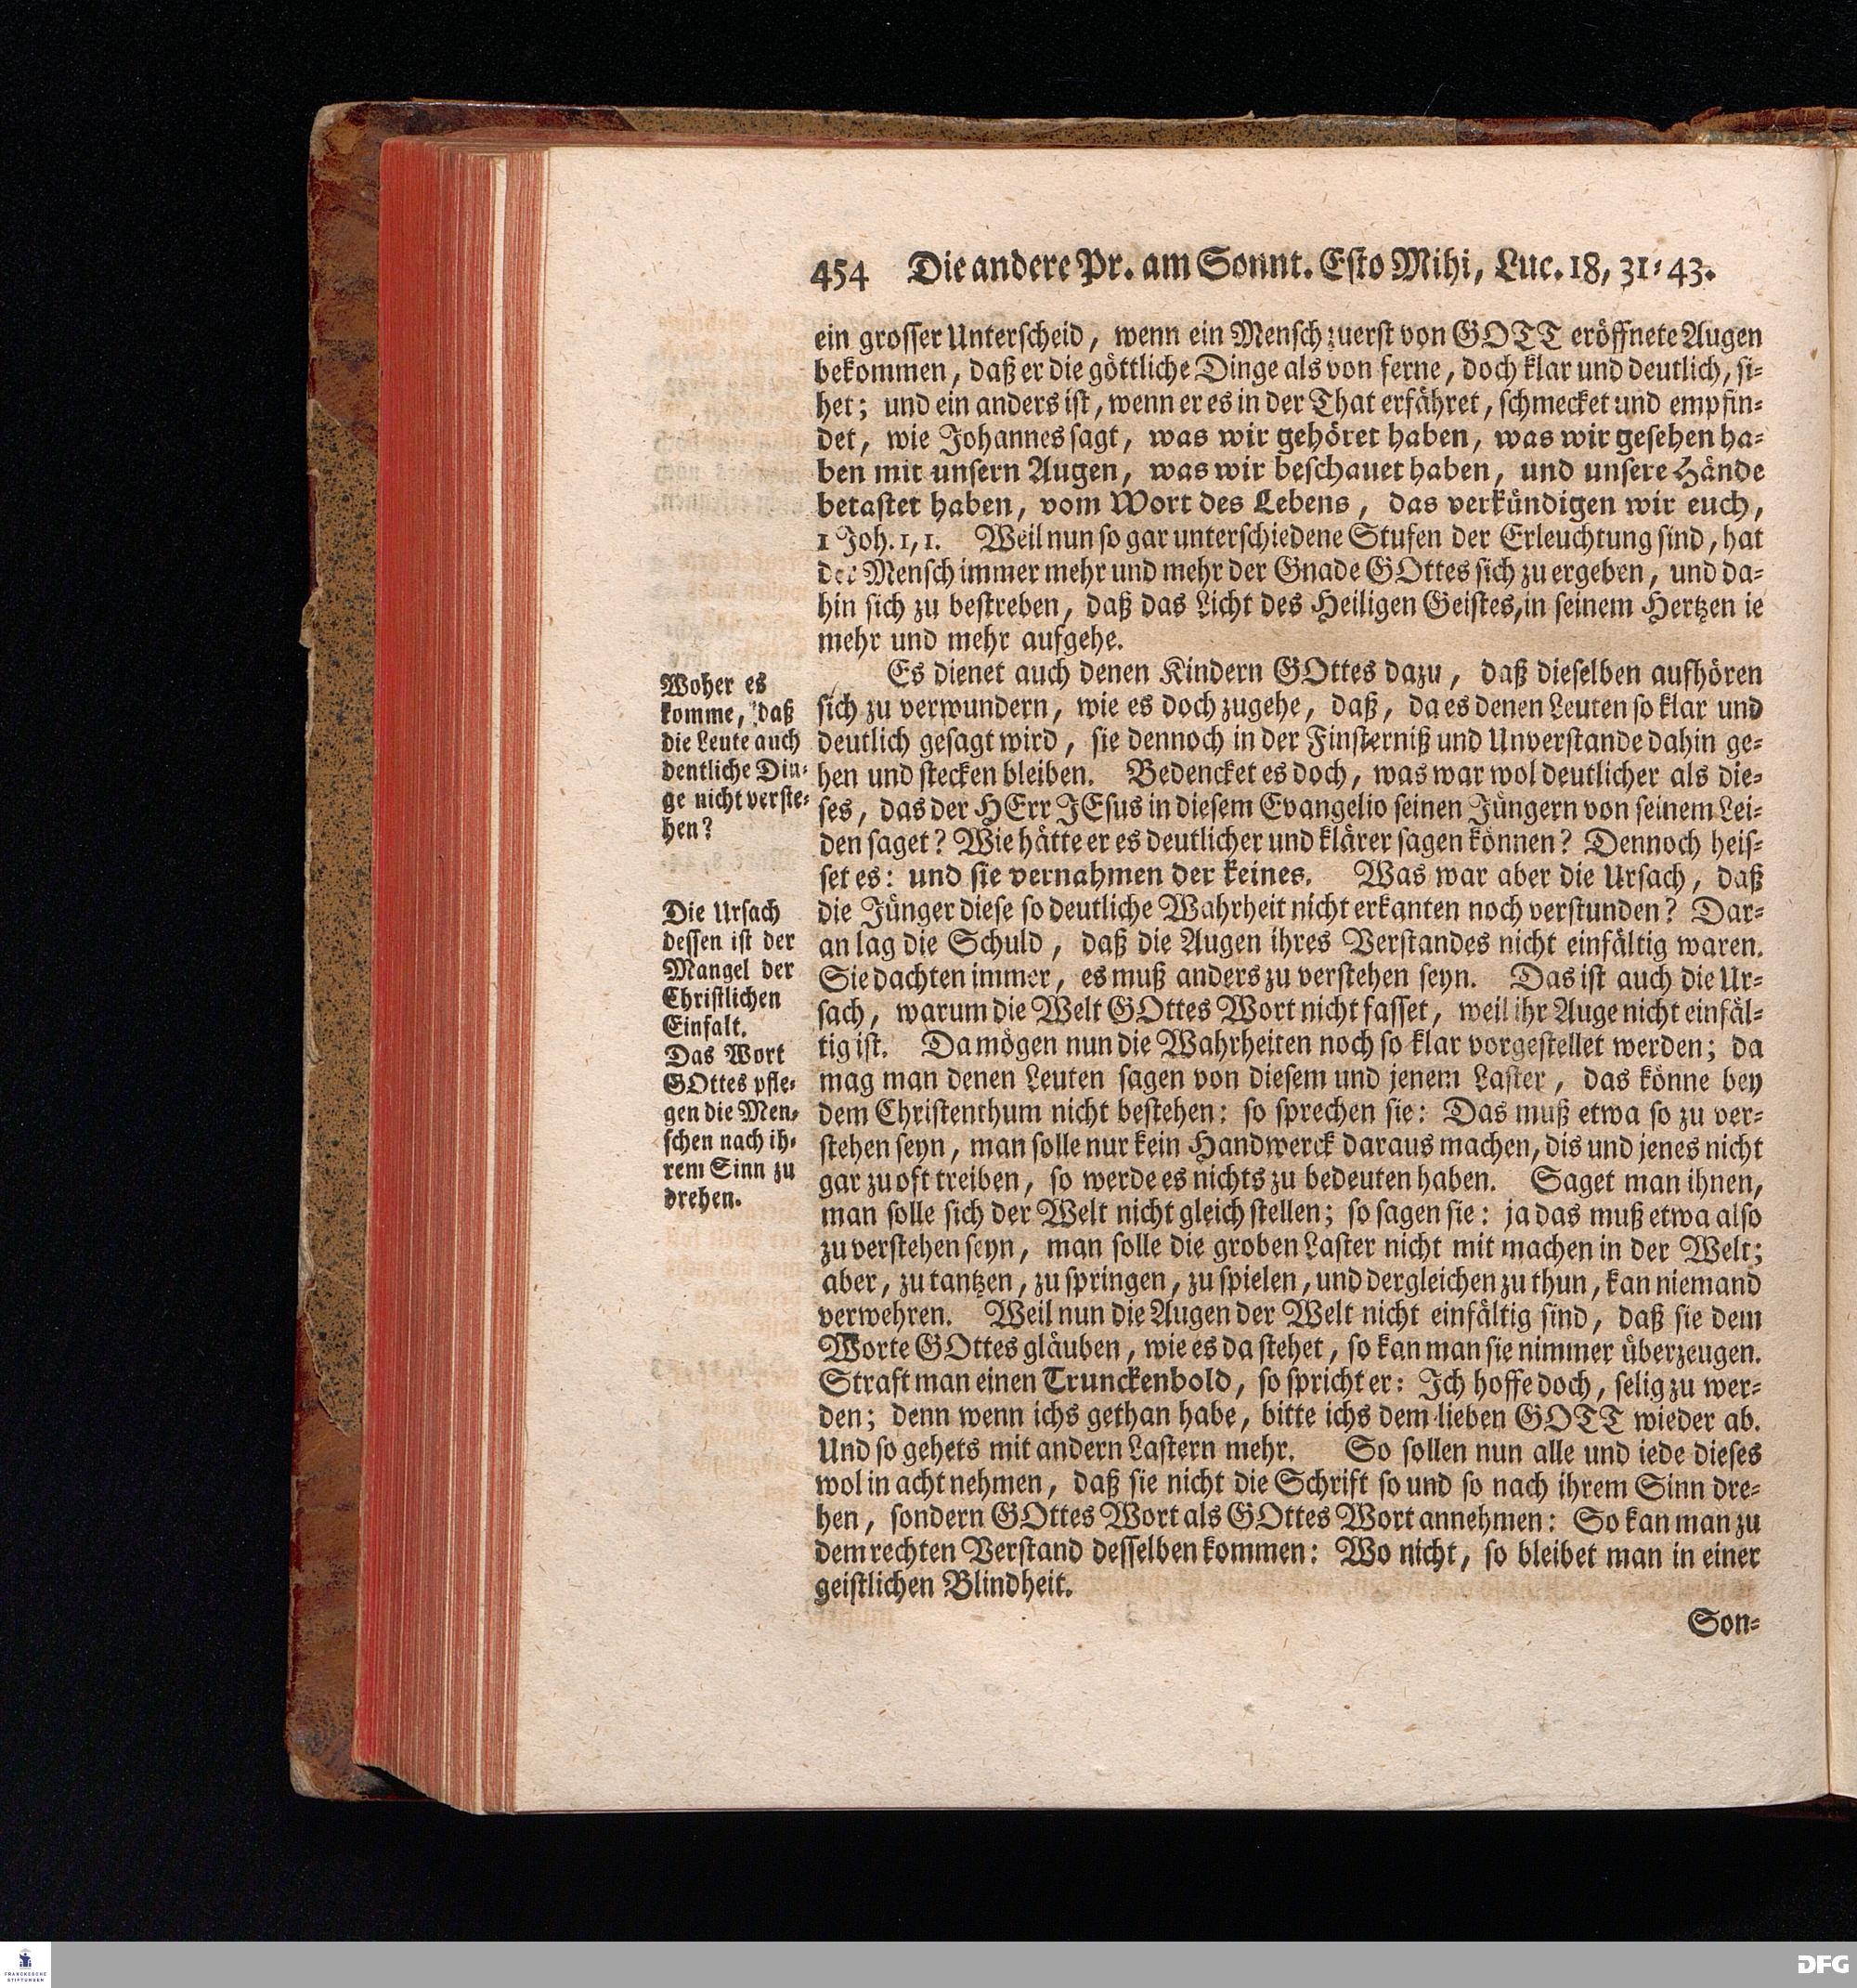 454 Die andere Pr. am Sonnt. Esto Mihi, Luc. 18, 31-43.
ein grosser Unterscheid, wenn ein Mensch zuerst von GOTT eröffnete Augen
bekommen, daß er die göttliche Dinge als von ferne, doch klar und deutlich, si-
het; und ein anders ist, wenn er es in der That erfähret, schmecket und empfin-
det, wie Johannes sagt, was wir gehöret haben, was wir gesehen ha-
ben mit unsern Augen, was wir beschauet haben, und unsere Hände
betastet haben, vom Wort des Lebens, das verkündigen wir euch,
1 Joh. 1, 1. Weil nun so gar unterschiedene Stufen der Erleuchtung sind, hat
der Mensch immer mehr und mehr der Gnade GOttes sich zu ergeben, und da-
hin sich zu bestreben, daß das Licht des Heiligen Geistes, in seinem Hertzen ie
mehr und mehr aufgehe.
Es dienet auch denen Kindern GOttes dazu, daß dieselben aufhören
sich zu verwundern, wie es doch zugehe, daß, da es denen Leuten so klar und
deutlich gesagt wird, sie dennoch in der Finsterniß und Unverstande dahin ge-
hen und stecken bleiben. Bedencket es doch, was war wol deutlicher als die-
ses, das der HErr JEsus in diesem Evangelio seinen Jüngern von seinem Lei-
den saget? Wie hätte er es deutlicher und klärer sagen können? Dennoch heis-
set es: und sie vernahmen der keines. Was war aber die Ursach, daß
die Jünger diese so deutliche Wahrheit nicht erkanten noch verstunden? Dar-
an lag die Schuld, daß die Augen ihres Verstandes nicht einfältig waren.
Sie dachten immer, es muß anders zu verstehen seyn. Das ist auch die Ur-
sach, warum die Welt GOttes Wort nicht fasset, weil ihr Auge nicht einfäl-
tig ist. Da mögen nun die Wahrheiten noch so klar vorgestellet werden; da
mag man denen Leuten sagen von diesem und jenem Laster, das könne bey
dem Christenthum nicht bestehen: so sprechen sie: Das muß etwa so zu ver-
stehen seyn, man solle nur kein Handwerck daraus machen, dis und jenes nicht
gar zu oft treiben, so werde es nichts zu bedeuten haben. Saget man ihnen,
man solle sich der Welt nicht gleich stellen; so sagen sie: ja das muß etwa also
zu verstehen seyn, man solle die groben Laster nicht mit machen in der Welt;
aber, zu tantzen, zu springen, zu spielen, und dergleichen zu thun, kan niemand
verwehren. Weil nun die Augen der Welt nicht einfältig sind, daß sie dem
Worte GOttes gläuben, wie es da stehet, so kan man sie nimmer überzeugen.
Straft man einen Trunckenbold, so spricht er: Ich hoffe doch, selig zu wer-
den; denn wenn ichs gethan habe, bitte ichs dem lieben GOTT wieder ab.
Und so gehets mit andern Lastern mehr. So sollen nun alle und iede dieses
wol in acht nehmen, daß sie nicht die Schrift so und so nach ihrem Sinn dre-
hen, sondern GOttes Wort als GOttes Wort annehmen: So kan man zu
dem rechten Verstand desselben kommen: Wo nicht, so bleibet man in einer
geistlichen Blindheit.
Son-
Woher es
komme, daß
die Leute auch
dentliche Din-
ge nicht verste-
hen?
Die Ursach
dessen ist der
Mangel der
Christlichen
Einfalt.
Das Wort
GOttes pfle-
gen die Men-
schen nach ih-
rem Sinn zu
drehen.
FRANCKESCHE
STIFTUNGEN
DFG